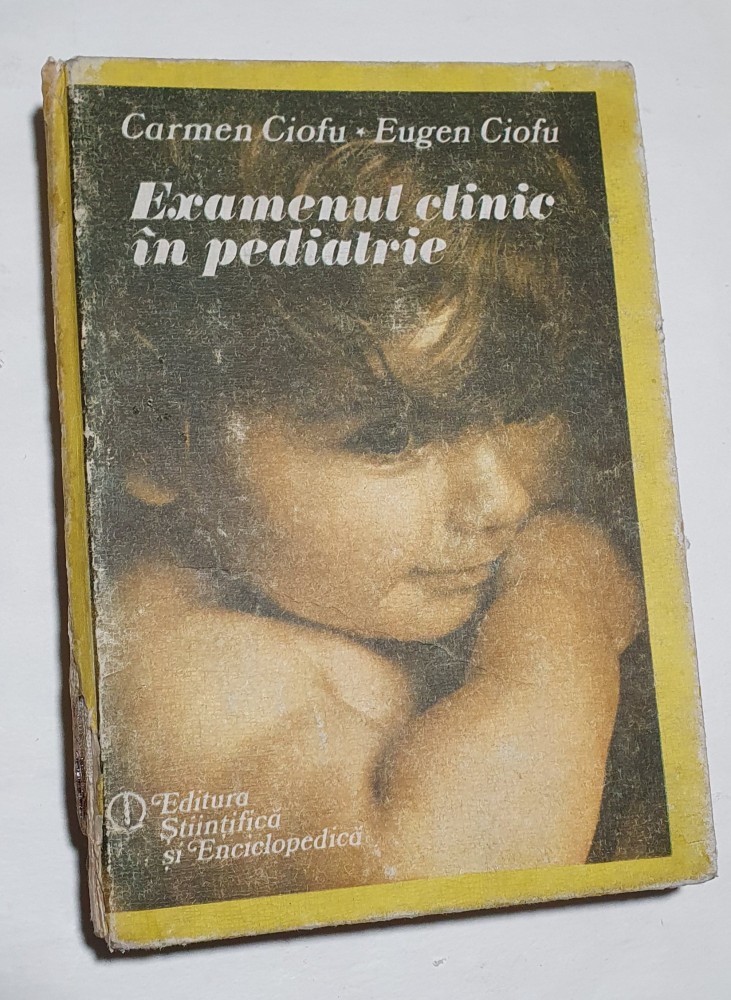 Carmen Ciofu * Eugen Ciofu
Examenul clinic
în pediatrie
Editura
Științifică
și Enciclopedică